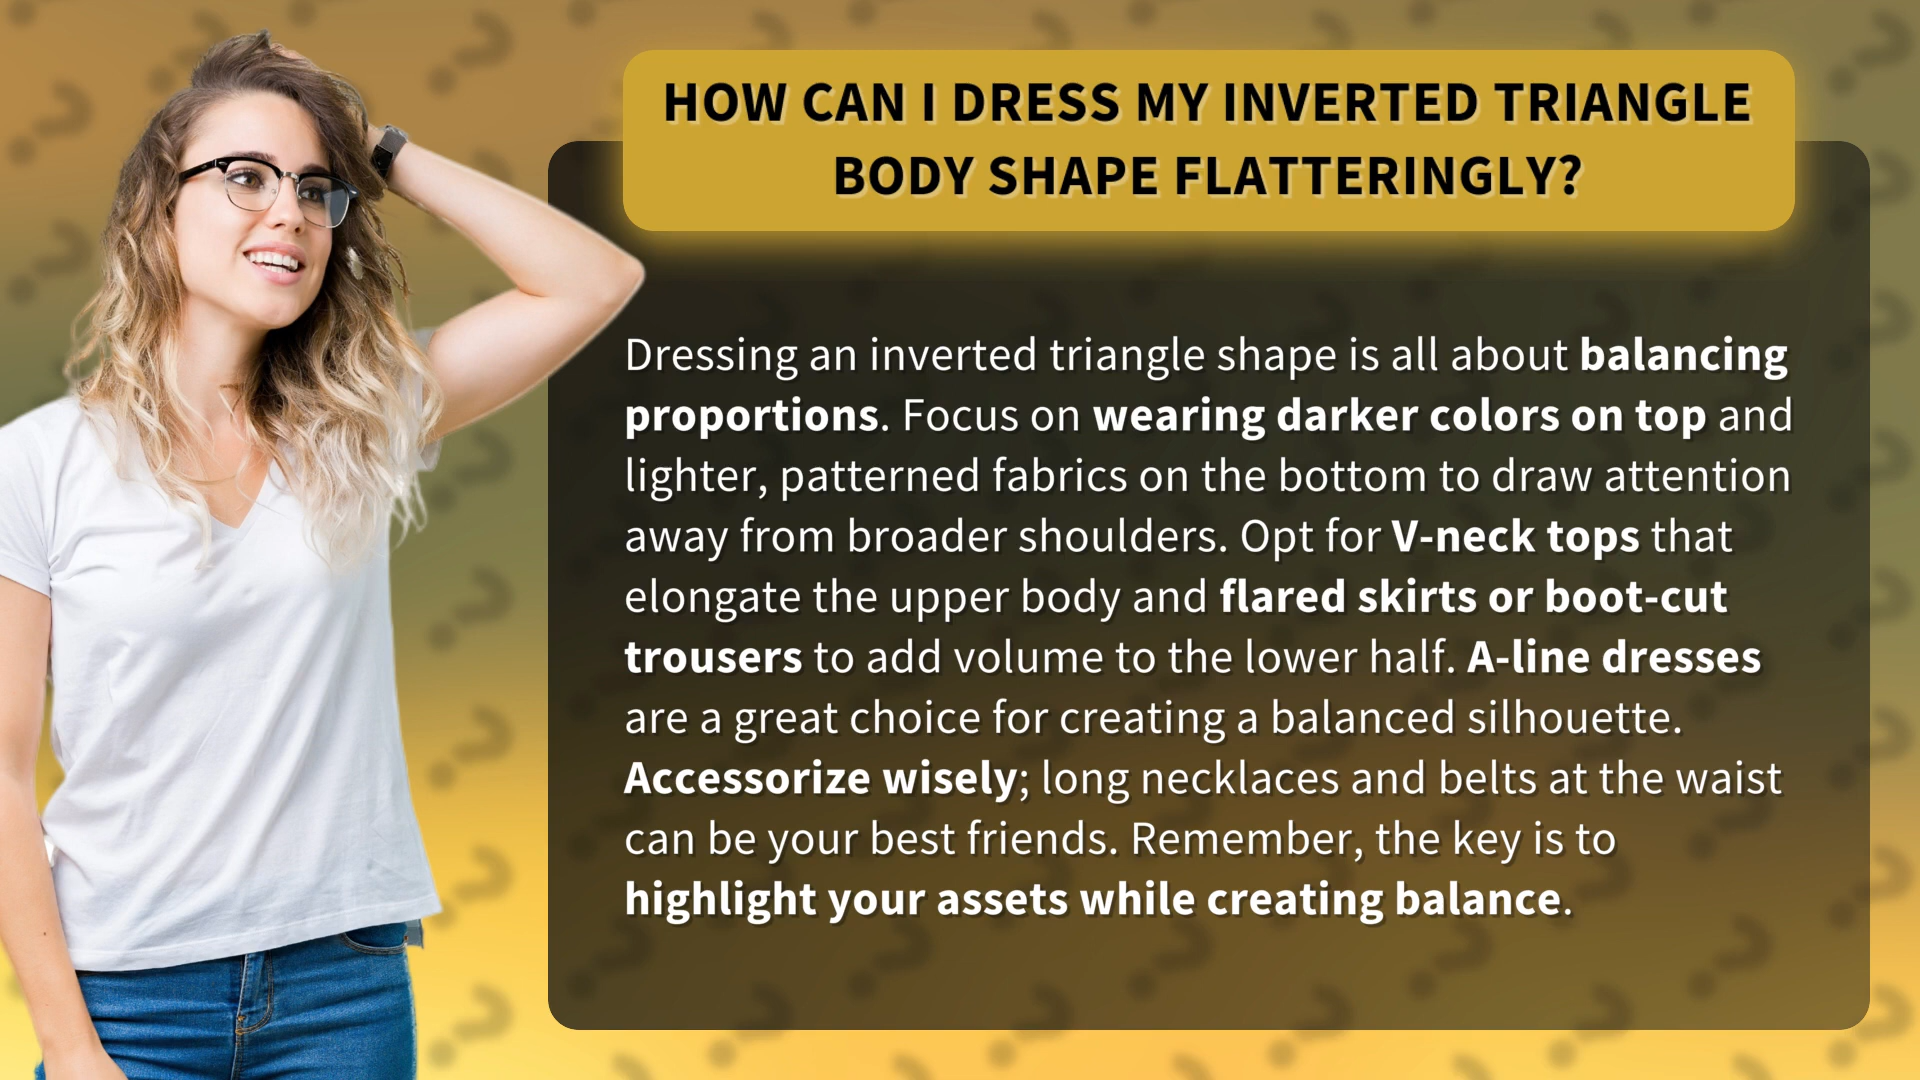 HOW CAN I DRESS MY INVERTED TRIANGLE
BODY SHAPE FLATTERINGLY?
Dressing an inverted triangle shape is all about balancing
proportions. Focus on wearing darker colors on top and
lighter, patterned fabrics on the bottom to draw attention
away from broader shoulders. Opt for V-neck tops that
elongate the upper body and flared skirts or boot-cut
trousers to add volume to the lower half. A-line dresses
are a great choice for creating a balanced silhouette.
Accessorize wisely; long necklaces and belts at the waist
can be your best friends. Remember, the key is to
highlight your assets while creating balance.